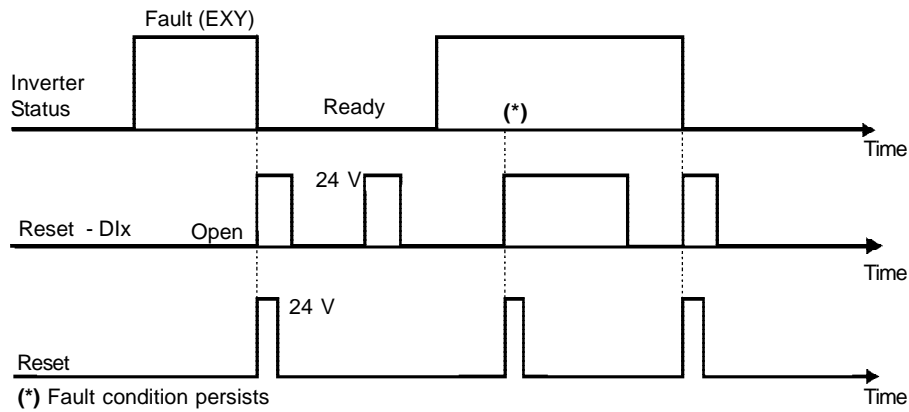 Fault (EXY)
Inverter
Status
Ready
(*)
Time
24 V
Reset - DIx
Open
Time
24 V
Reset
Time
(*) Fault condition persists